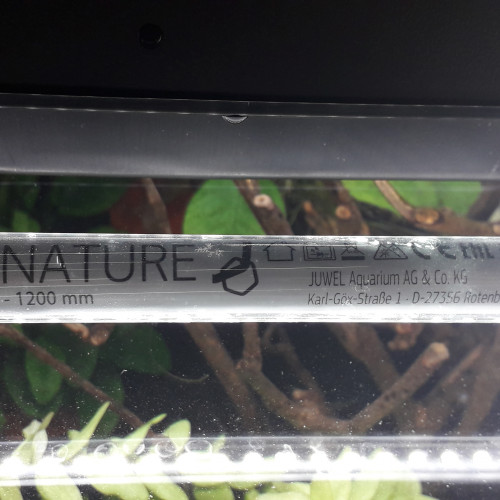 NATURE
- 1200 mm
JUWEL Aquarium AG & Co. KG
Karl-Göx-Straße 1 · D-27356 Rotenb